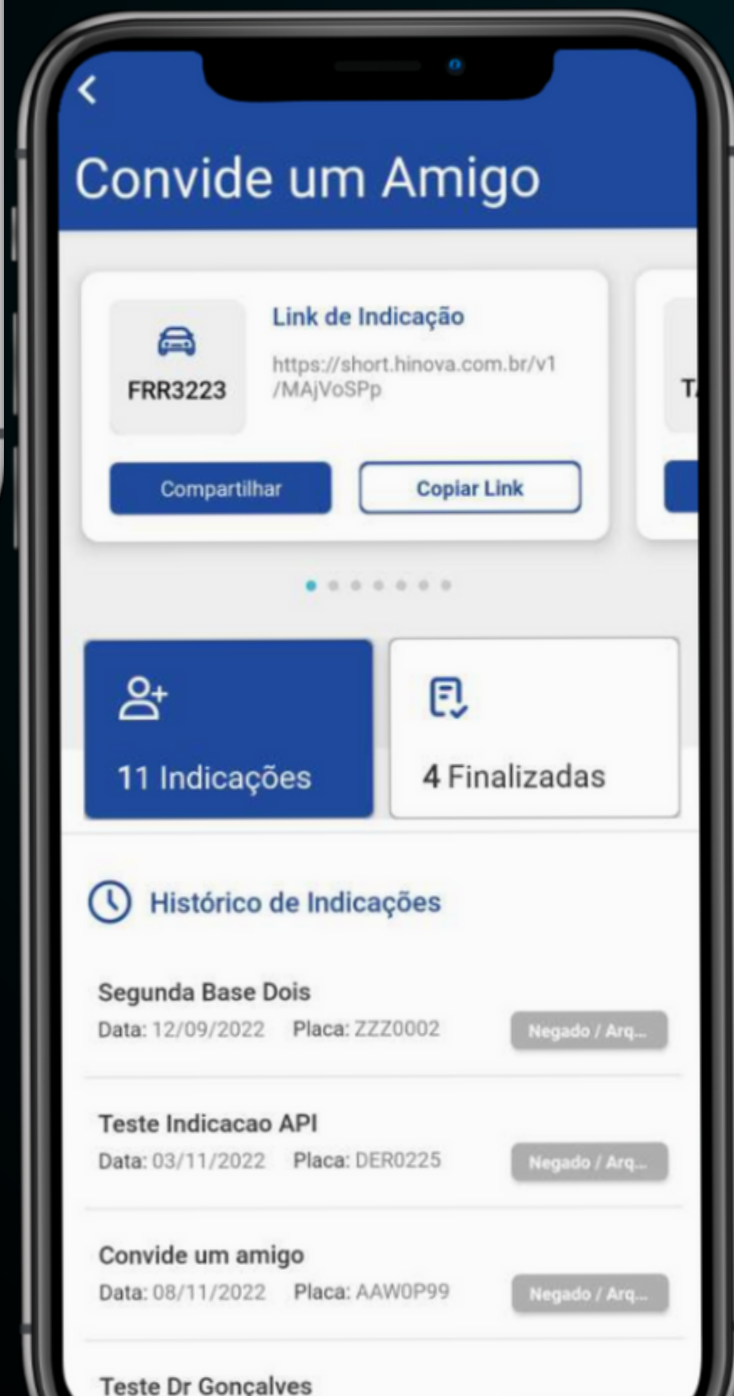 Convide um Amigo
Link de Indicação
https://short.hinova.com.br/v1
/MAjVoSPp
FRR3223
Compartilhar
Copiar Link
11 Indicações
4 Finalizadas
Histórico de Indicações
Segunda Base Dois
Data: 12/09/2022 Placa: ZZZ0002
Negado / Arq...
Teste Indicacao API
Data: 03/11/2022 Placa: DER0225
Negado / Arq...
Convide um amigo
Data: 08/11/2022 Placa: AAW0P99
Negado / Arq...
Teste Dr Gonçalves